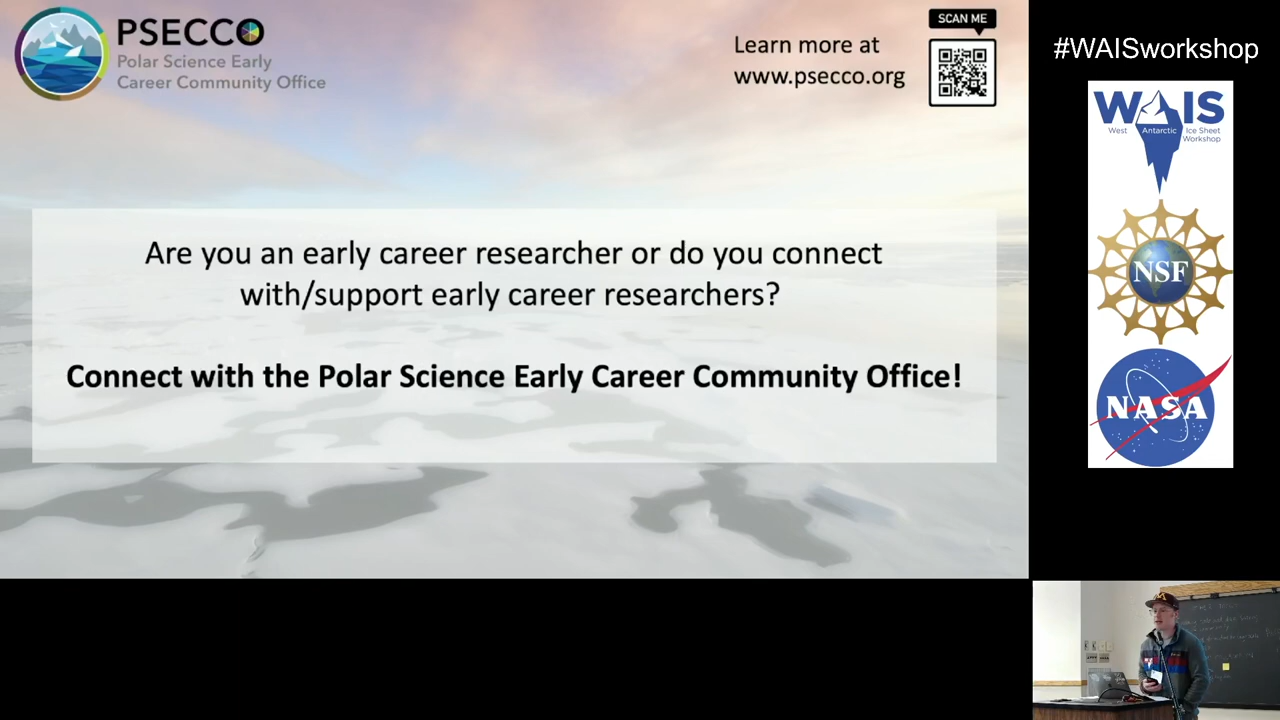 PSECCO
Polar Science Early
Career Community Office
Learn more at
www.psecco.org
SCAN ME
#WAISworkshop
WAIS
West Antarctic Ice Sheet
Workshop
NSF
NASA
Are you an early career researcher or do you connect
with/support early career researchers?
Connect with the Polar Science Early Career Community Office!